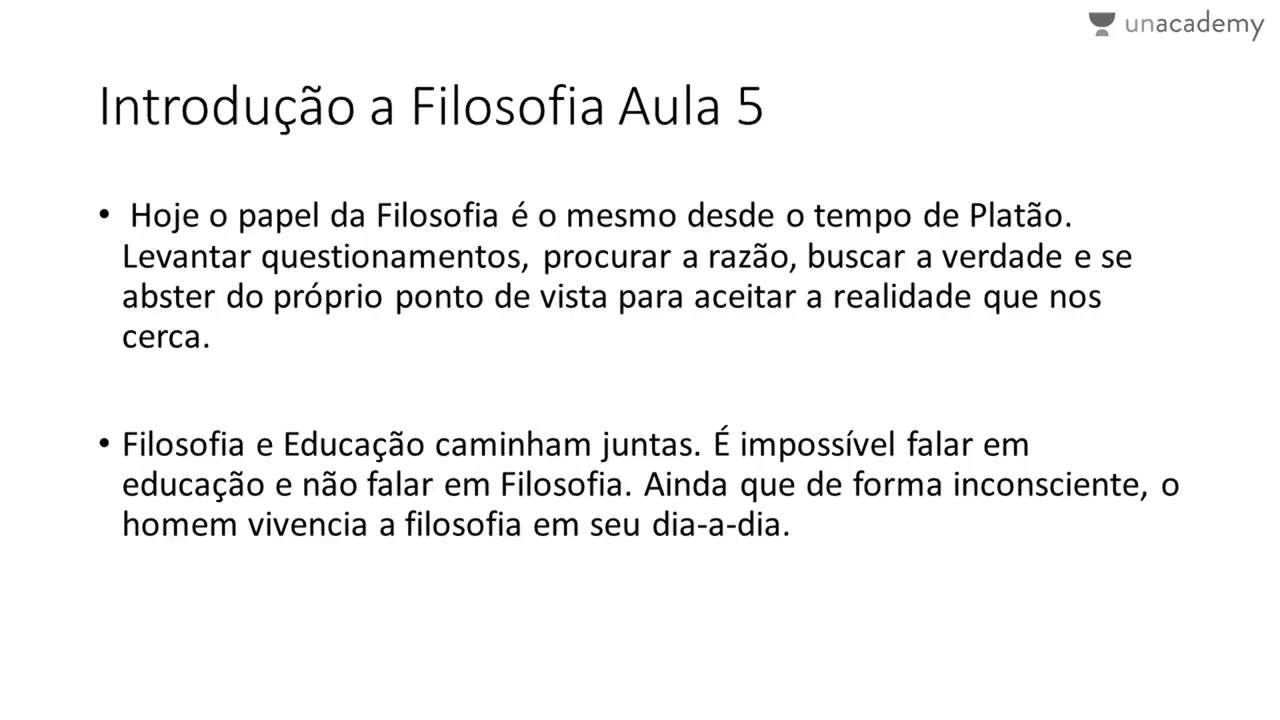 unacademy
Introdução a Filosofia Aula 5
• Hoje o papel da Filosofia é o mesmo desde o tempo de Platão.
Levantar questionamentos, procurar a razão, buscar a verdade e se
abster do próprio ponto de vista para aceitar a realidade que nos
cerca.
• Filosofia e Educação caminham juntas. É impossível falar em
educação e não falar em Filosofia. Ainda que de forma inconsciente, o
homem vivencia a filosofia em seu dia-a-dia.